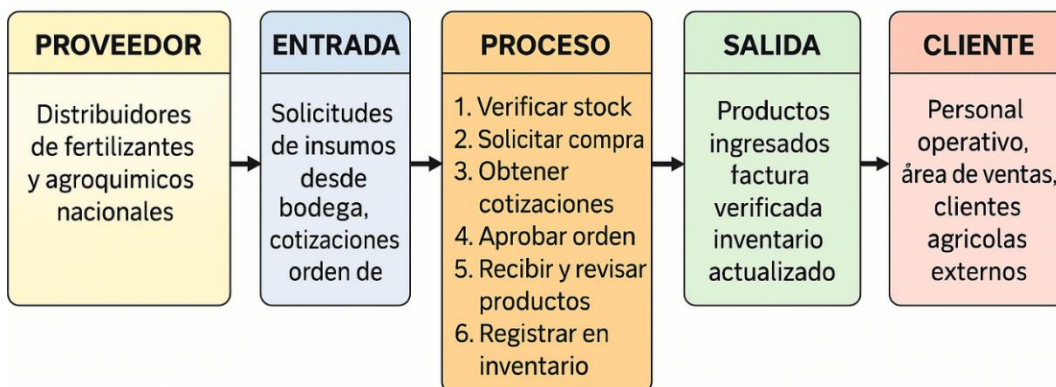 PROVEEDOR
Distribuidores
de fertilizantes
y agroquimicos
nacionales
ENTRADA
Solicitudes
de insumos
desde
bodega,
cotizaciones
orden de
PROCESO
1. Verificar stock
2. Solicitar compra
3. Obtener
cotizaciones
4. Aprobar orden
5. Recibir y revisar
productos
6. Registrar en
inventario
SALIDA
Productos
ingresados
factura
verificada
inventario
actualizado
CLIENTE
Personal
operativo,
área de ventas,
clientes
agricolas
externos